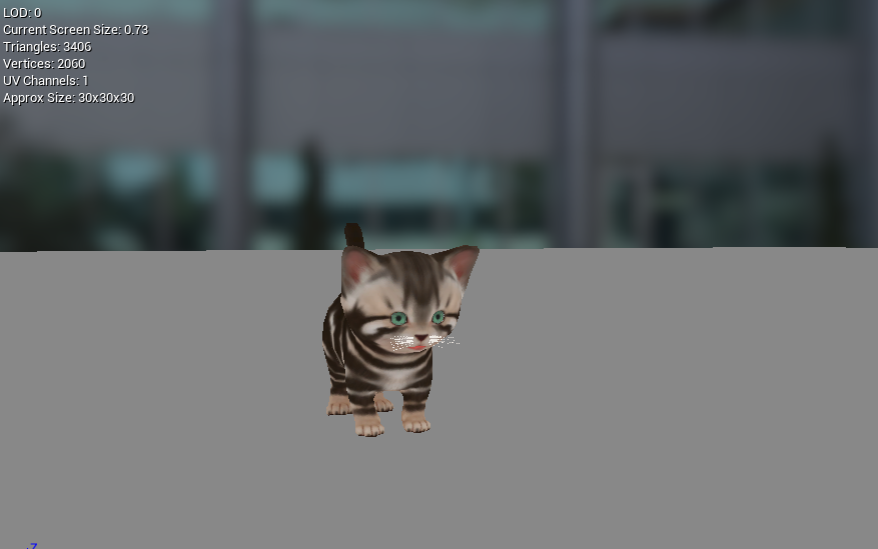 LOD: 0
Current Screen Size: 0.73
Triangles: 3406
Vertices: 2060
UV Channels: 1
Approx Size: 30x30x30
Z